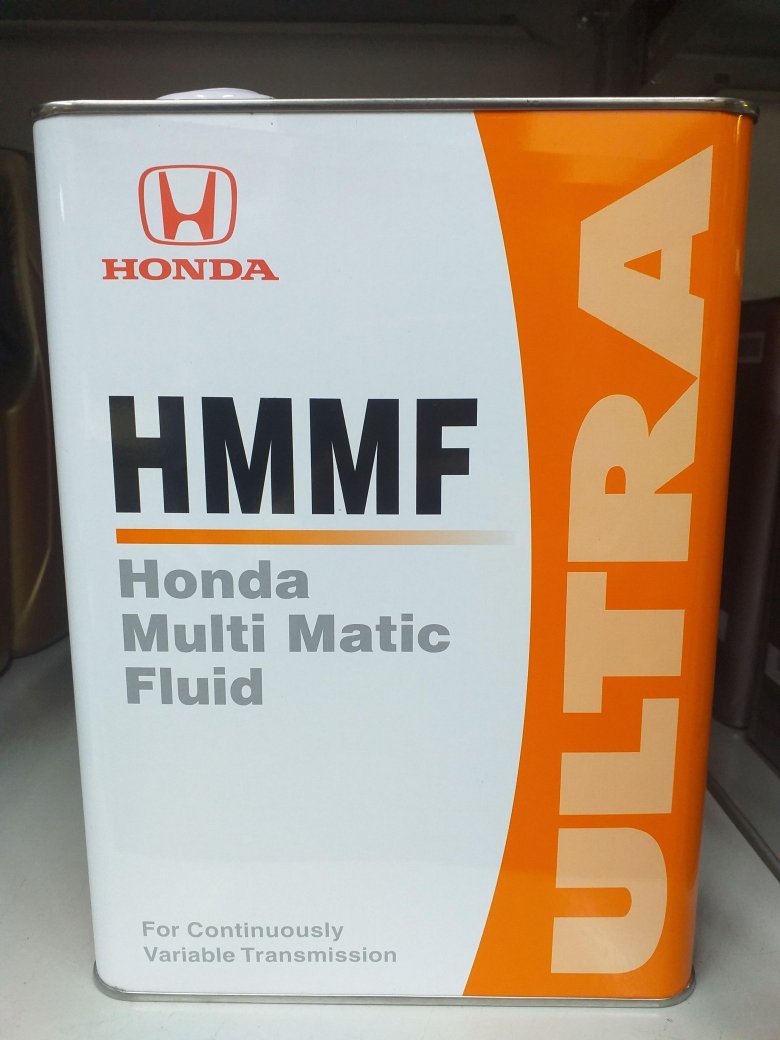 HONDA
HMMF
Honda
Multi Matic
Fluid
For Continuously
Variable Transmission
ULTRA